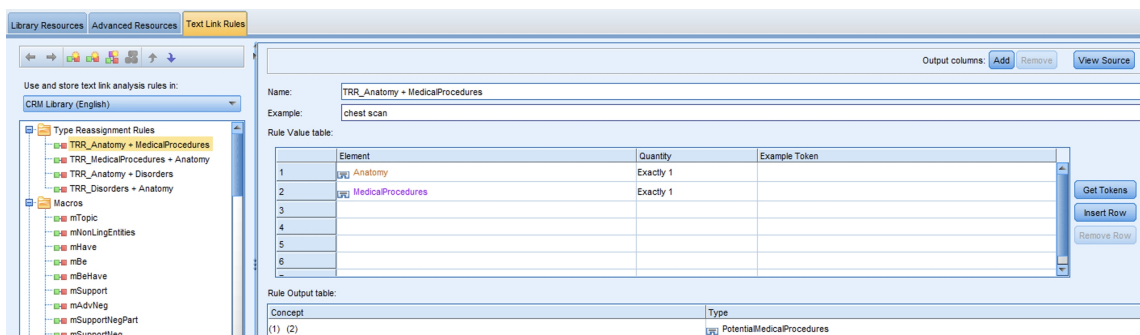 Library Resources Advanced Resources Text Link Rules
Output columns: Add Remove View Source
Use and store text link analysis rules in:
CRM Library (English)
Name: TRR_Anatomy + MedicalProcedures
Example: chest scan
Rule Value table:
Type Reassignment Rules
TRR_Anatomy + MedicalProcedures
TRR_MedicalProcedures + Anatomy
TRR_Anatomy + Disorders
TRR_Disorders + Anatomy
Macros
mTopic
mNonLingEntities
mHave
mBe
mBeHave
mSupport
mAdvNeg
mSupportNegPart
mSupportNeg
Element Quantity Example Token
1 Anatomy Exactly 1
2 MedicalProcedures Exactly 1
3
4
5
6
Get Tokens
Insert Row
Remove Row
Rule Output table:
Concept Type
(1) (2) PotentialMedicalProcedures